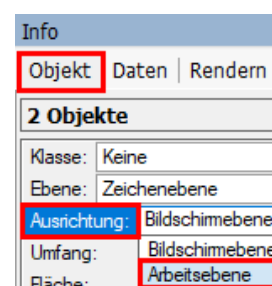 Info
Objekt Daten Rendern
2 Objekte
Klasse: Keine
Ebene: Zeichenebene
Ausrichtung: Bildschirmebene
Umfang: Bildschirmebene
Fläche: Arbeitsebene